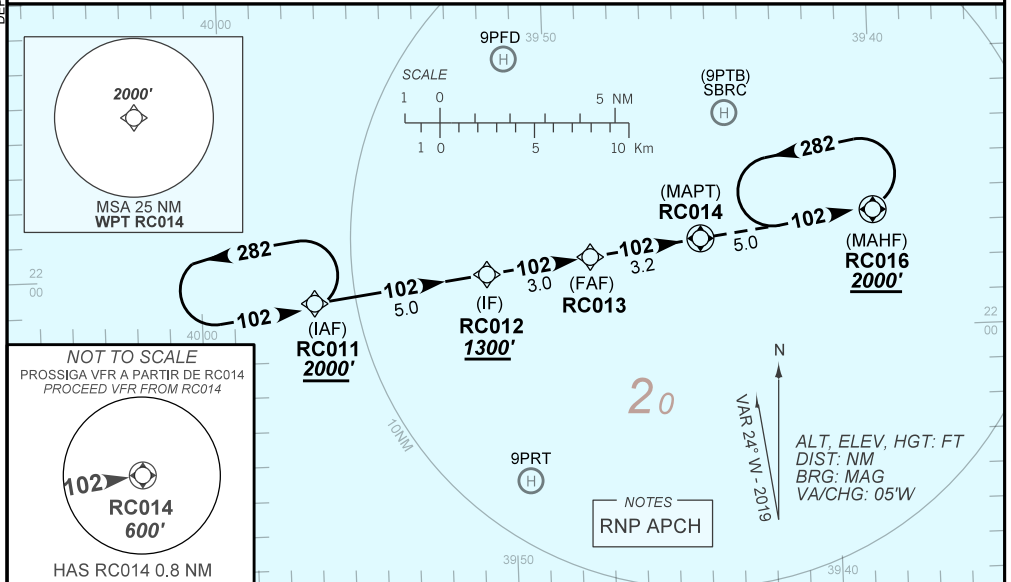 40 00
39 50
39 40
9PFD
H
(9PTB)
SBRC
H
2000'
MSA 25 NM
WPT RC014
SCALE
1 0 5 NM
1 0 5 10 Km
282
102
(MAPT)
RC014
5.0
(MAHF)
RC016
2000'
282
102
(IAF)
RC011
2000'
102
5.0
(IF)
RC012
1300'
102
3.0
(FAF)
RC013
102
3.2
22
00
22
00
40 00
NOT TO SCALE
PROSSIGA VFR A PARTIR DE RC014
PROCEED VFR FROM RC014
102
RC014
600'
HAS RC014 0.8 NM
10NM
20
9PRT
H
NOTES
RNP APCH
N
VAR 24° W - 2019
ALT, ELEV, HGT: FT
DIST: NM
BRG: MAG
VA/CHG: 05'W
39 50
39 40